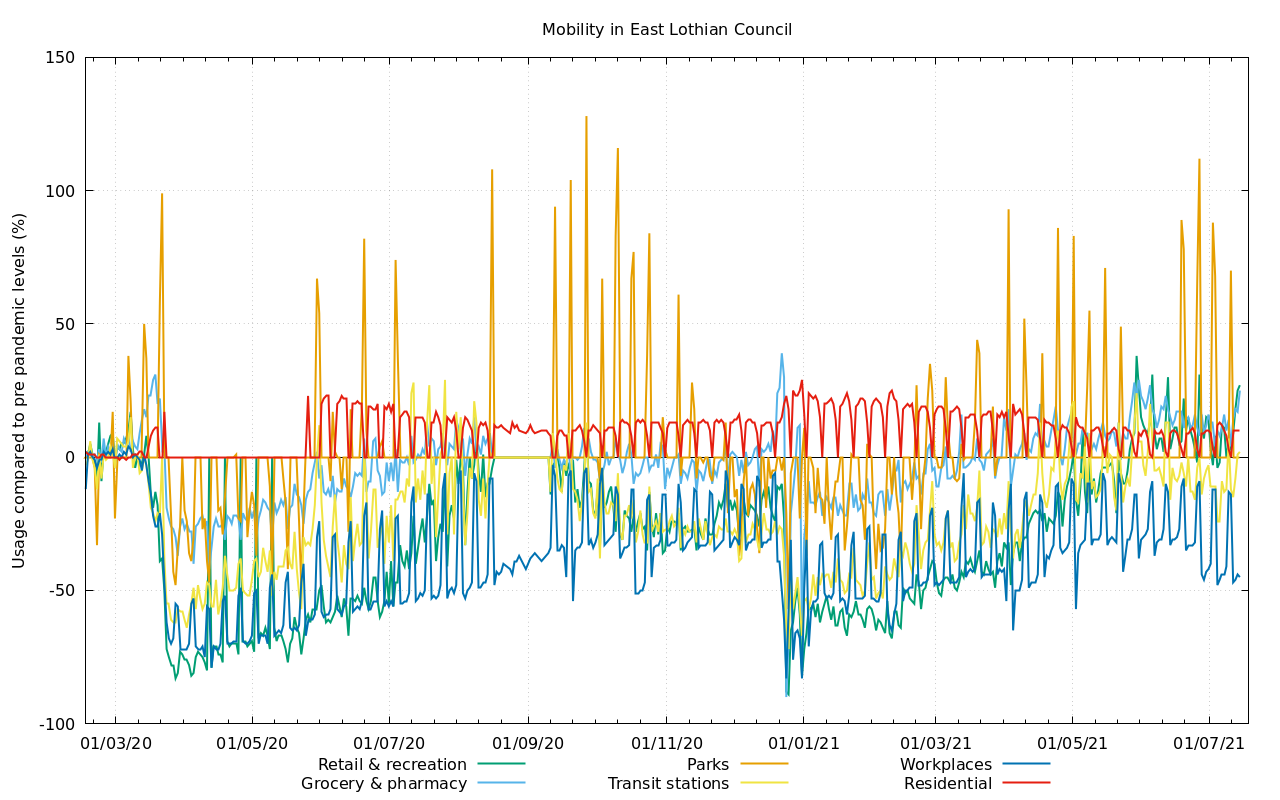 Mobility in East Lothian Council
Usage compared to pre pandemic levels (%)
150
100
50
0
-50
-100
01/03/20 01/05/20 01/07/20 01/09/20 01/11/20 01/01/21 01/03/21 01/05/21 01/07/21
Retail & recreation Parks Workplaces
Grocery & pharmacy Transit stations Residential